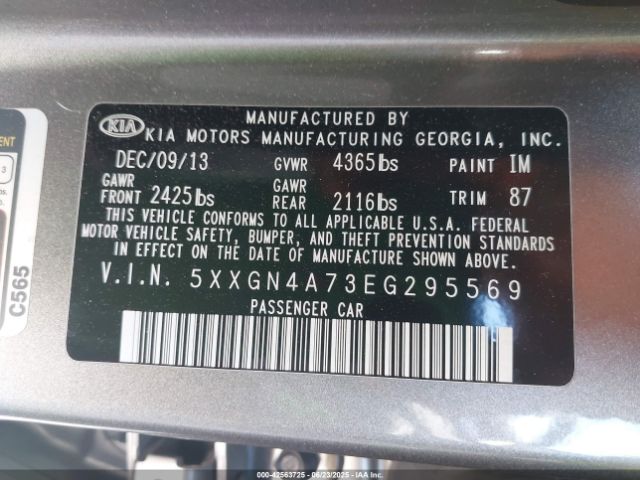 MANUFACTURED BY
KIA KIA MOTORS MANUFACTURING GEORGIA, INC.
DEC/09/13 GVWR 4365lbs PAINT IM
GAWR FRONT 2425lbs GAWR REAR 2116lbs TRIM 87
THIS VEHICLE CONFORMS TO ALL APPLICABLE U.S.A. FEDERAL
MOTOR VEHICLE SAFETY, BUMPER, AND THEFT PREVENTION STANDARDS
IN EFFECT ON THE DATE OF MANUFACTURE SHOWN ABOVE.
V.I.N. 5XXGN4A73EG295569
PASSENGER CAR
C565
000-42563725 - 06/23/2025 - IAA Inc.